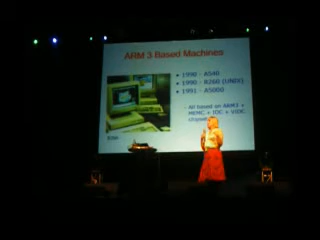 ARM 3 Based Machines
• 1990 - A540
• 1990 - R260 (UNIX)
• 1991 - A5000
- All based on ARM3 +
MEMC + IOC + VIDC
chipset